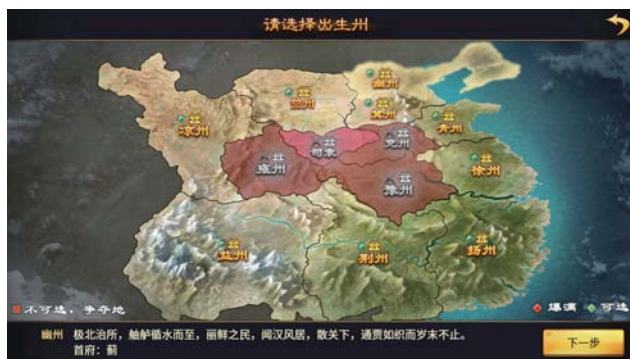 请选择出生州
幽州
并州
冀州
凉州
青州
司隶
兖州
雍州
徐州
豫州
益州
荆州
扬州
不可选，争夺地
爆满
可选
幽州 极北治所，舳舻循水而至，丽鲜之民，闻汉风居，散关下，通贾如织而岁末不止。
首府：蓟
下一步